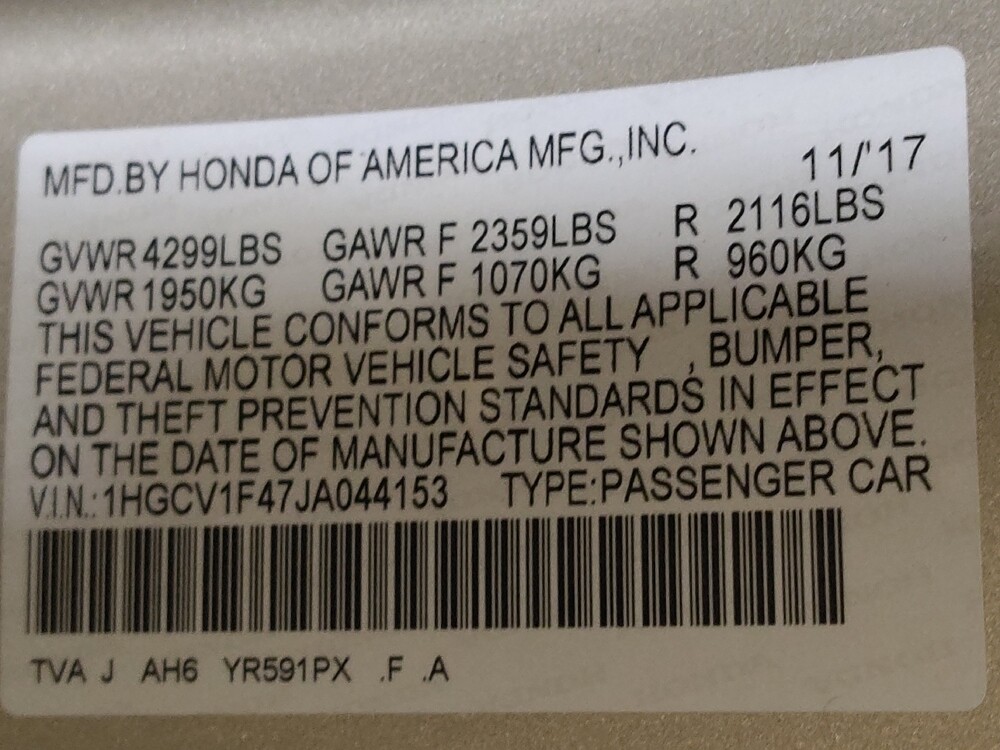 MFD.BY HONDA OF AMERICA MFG.,INC. 11/'17
GVWR 4299LBS GAWR F 2359LBS R 2116LBS
GVWR 1950KG GAWR F 1070KG R 960KG
THIS VEHICLE CONFORMS TO ALL APPLICABLE
FEDERAL MOTOR VEHICLE SAFETY , BUMPER,
AND THEFT PREVENTION STANDARDS IN EFFECT
ON THE DATE OF MANUFACTURE SHOWN ABOVE.
V.I.N.: 1HGCV1F47JA044153 TYPE:PASSENGER CAR
TVA J AH6 YR591PX .F .A